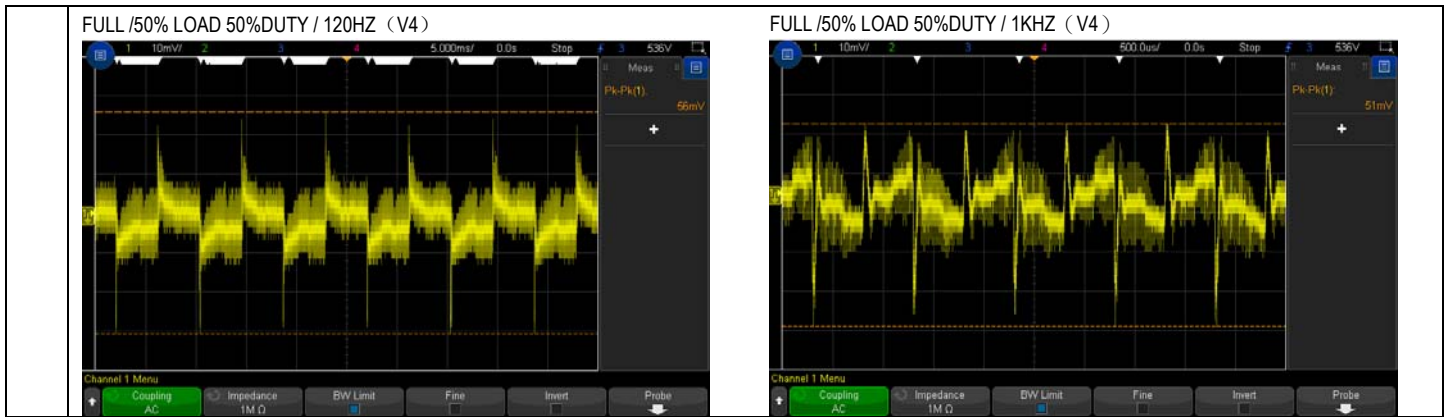 FULL /50% LOAD 50%DUTY / 120HZ（V4）
1 10mV/ 2 3 4 5.000ms/ 0.0s Stop 3 536V
Meas
Pk-Pk(1):
56mV
+
Channel 1 Menu
Coupling Impedance BW Limit Fine Invert Probe
AC 1M Ω
FULL /50% LOAD 50%DUTY / 1KHZ（V4）
1 10mV/ 2 3 4 500.0us/ 0.0s Stop 3 536V
Meas
Pk-Pk(1):
51mV
+
Channel 1 Menu
Coupling Impedance BW Limit Fine Invert Probe
AC 1M Ω